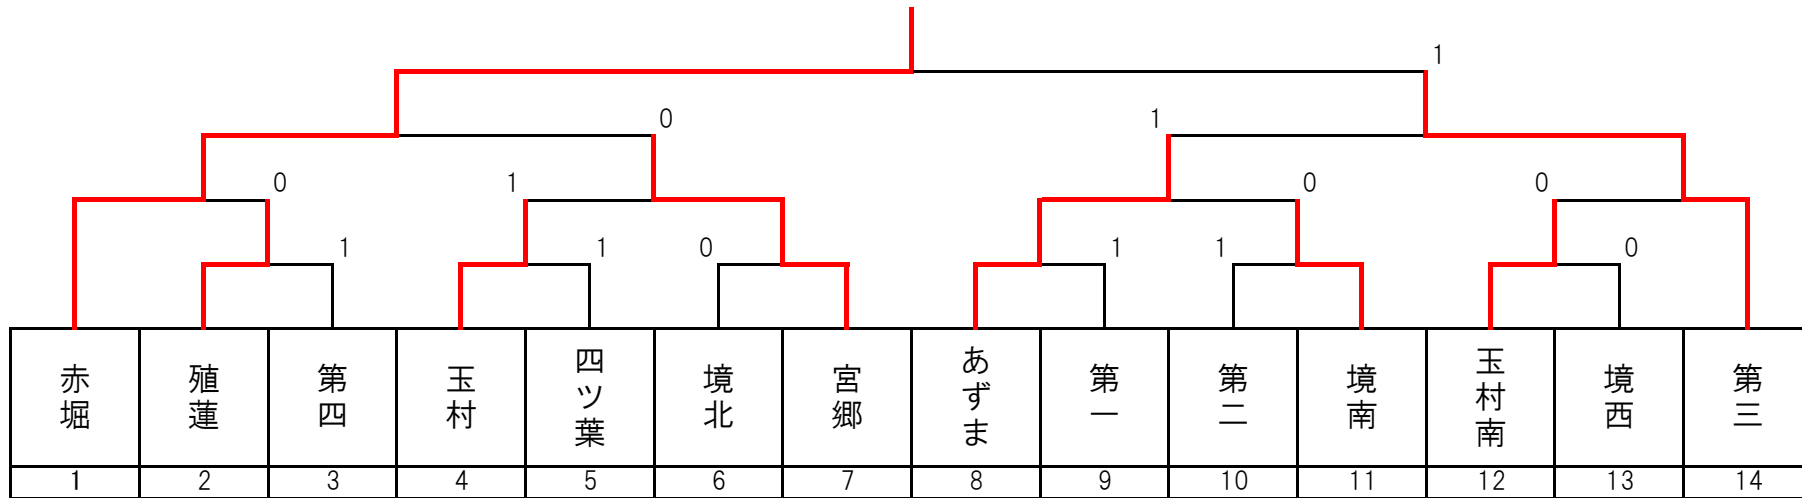 1
0 1
0 1 0 0
1 1 0 1 1 0
赤堀 殖蓮 第四 玉村 四ツ葉 境北 宮郷 あずま 第一 第二 境南 玉村南 境西 第三
1 2 3 4 5 6 7 8 9 10 11 12 13 14